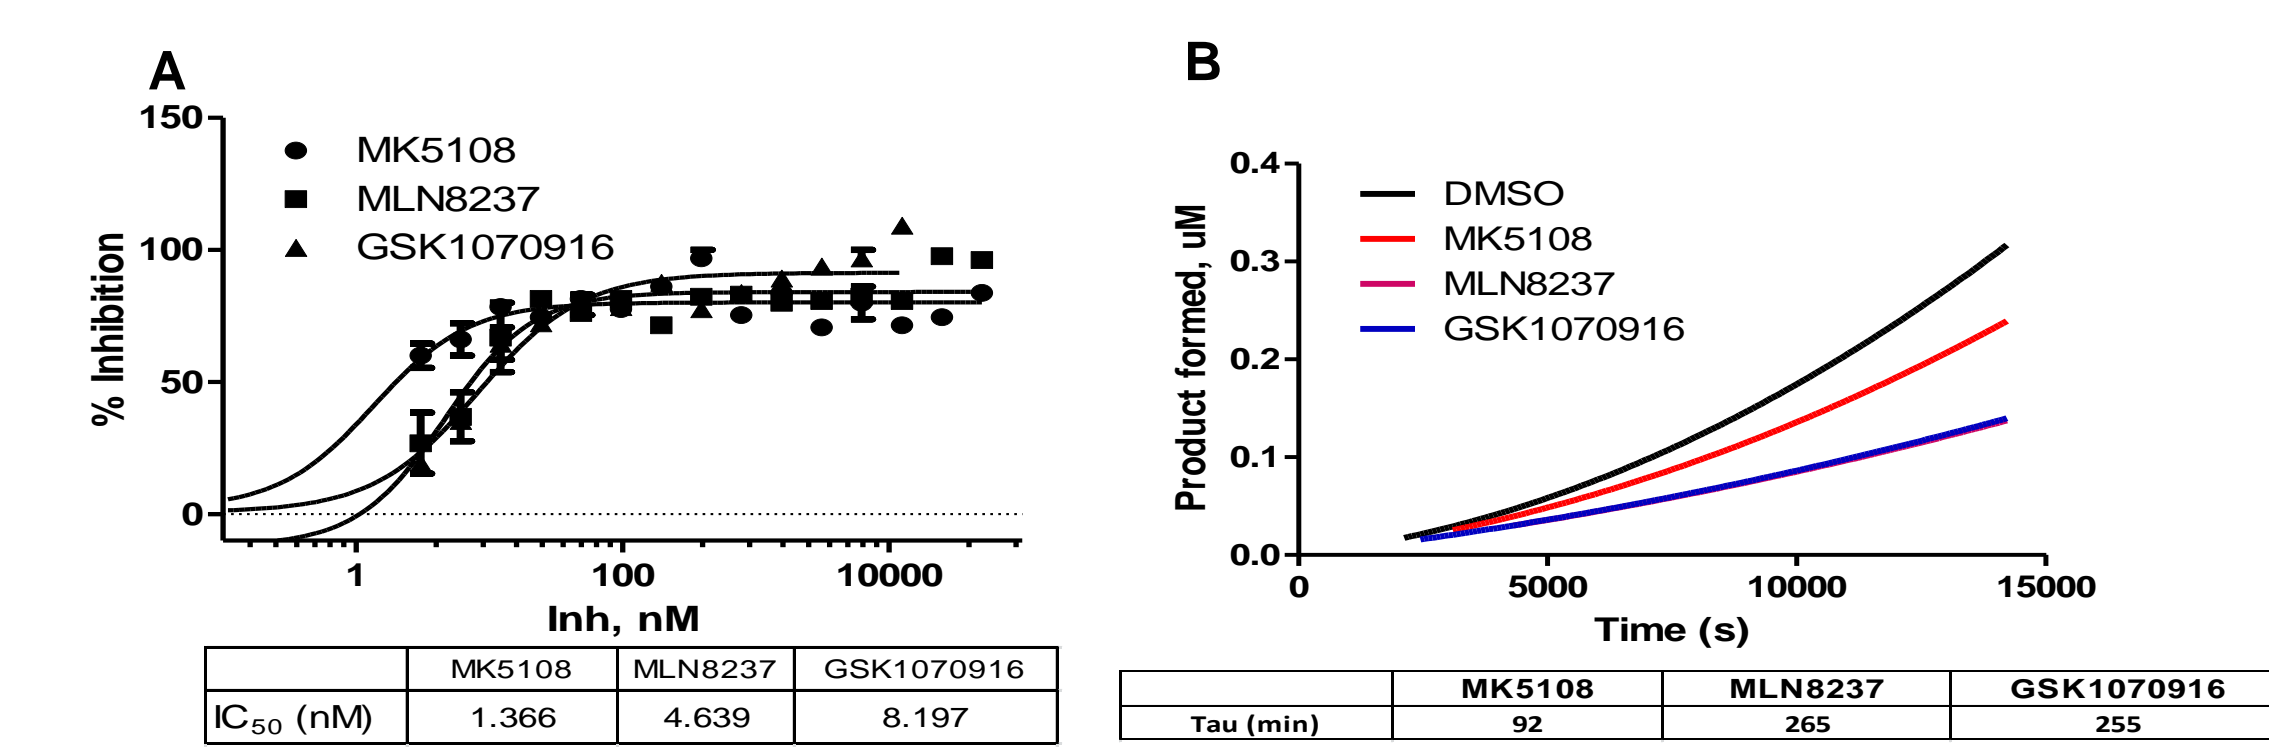 A
150
100
50
0
% Inhibition
MK5108
MLN8237
GSK1070916
1 100 10000
Inh, nM
MK5108 MLN8237 GSK1070916
IC50 (nM) 1.366 4.639 8.197
B
0.4
0.3
0.2
0.1
0.0
Product formed, uM
DMSO
MK5108
MLN8237
GSK1070916
0 5000 10000 15000
Time (s)
MK5108 MLN8237 GSK1070916
Tau (min) 92 265 255